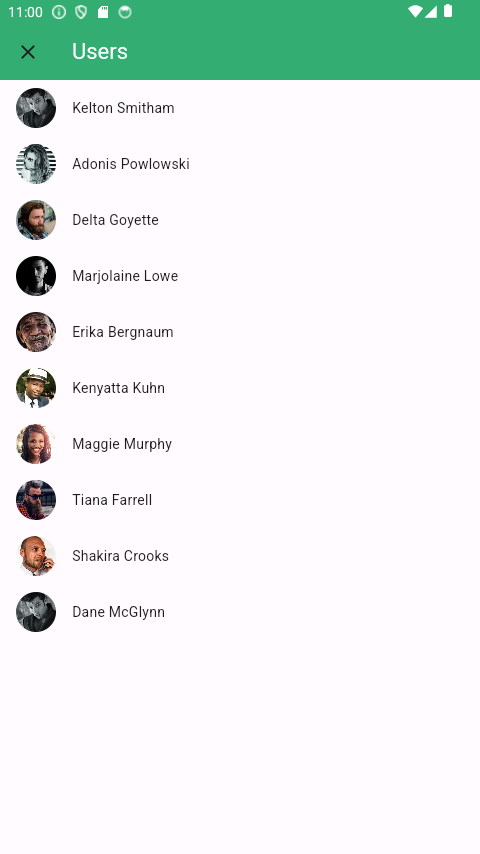 11:00
Users
Kelton Smitham
Adonis Powlowski
Delta Goyette
Marjolaine Lowe
Erika Bergnaum
Kenyatta Kuhn
Maggie Murphy
Tiana Farrell
Shakira Crooks
Dane McGlynn